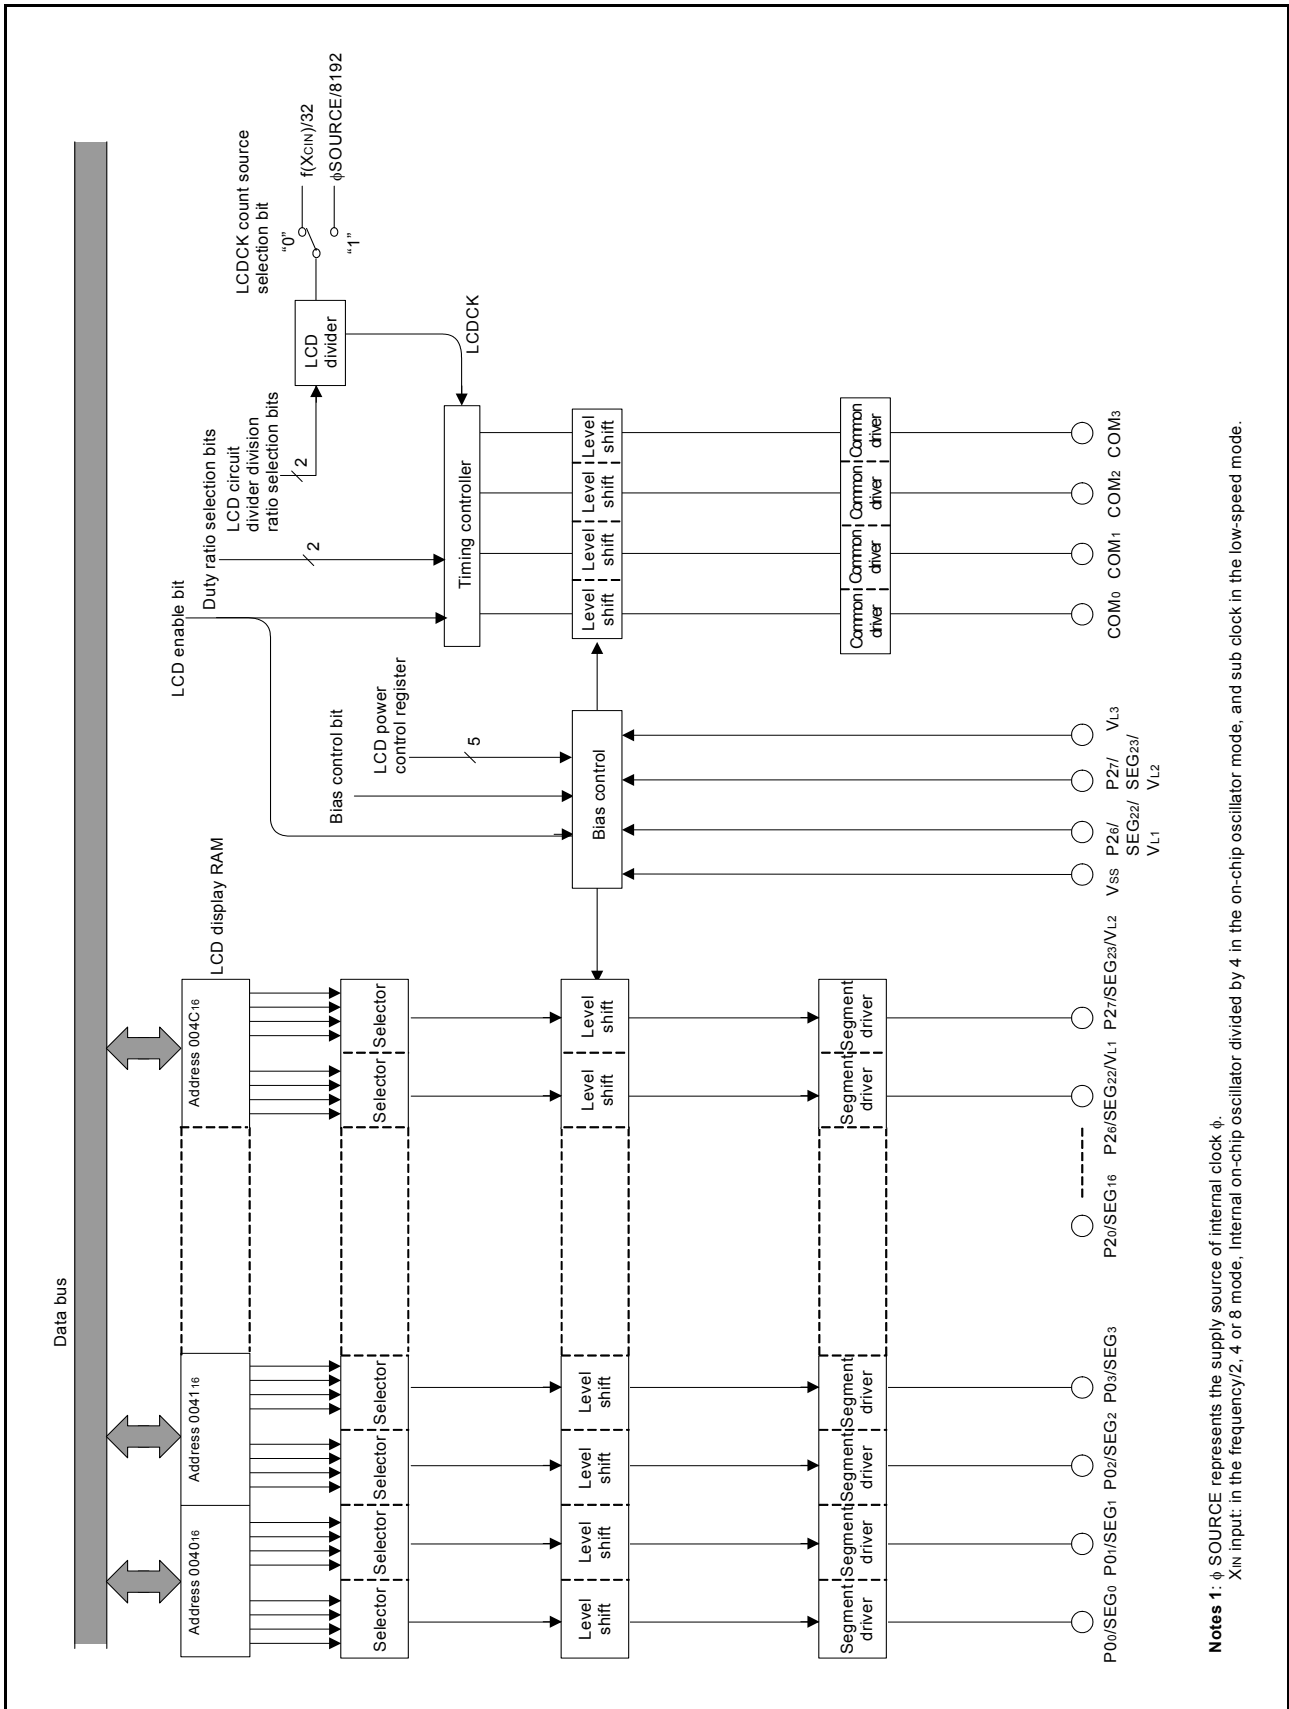 Data bus
Address 0040₁₆
Address 0041₁₆
Address 004C₁₆
LCD display RAM
Selector
Selector
Selector
Selector
Selector
Selector
Level
shift
Level
shift
Level
shift
Level
shift
Level
shift
Level
shift
Segment
driver
Segment
driver
Segment
driver
Segment
driver
Segment
driver
Segment
driver
P0₀/SEG₀
P0₁/SEG₁
P0₂/SEG₂
P0₃/SEG₃
P2₀/SEG₁₆
P2₆/SEG₂₂/VL1
P2₇/SEG₂₃/VL2
LCD enable bit
Duty ratio selection bits
2
LCD circuit
divider division
ratio selection bits
2
LCDCK count source
selection bit
“0”
“1”
f(XCIN)/32
ϕSOURCE/8192
LCD
divider
LCDCK
Timing controller
Bias control bit
LCD power
control register
5
Bias control
VSS
P2₆/
SEG₂₂/
VL1
P2₇/
SEG₂₃/
VL2
VL3
Level
shift
Level
shift
Level
shift
Level
shift
Common
driver
Common
driver
Common
driver
Common
driver
COM₀
COM₁
COM₂
COM₃
Notes 1: ϕ SOURCE represents the supply source of internal clock ϕ.
XIN input: in the frequency/2, 4 or 8 mode, Internal on-chip oscillator divided by 4 in the on-chip oscillator mode, and sub clock in the low-speed mode.